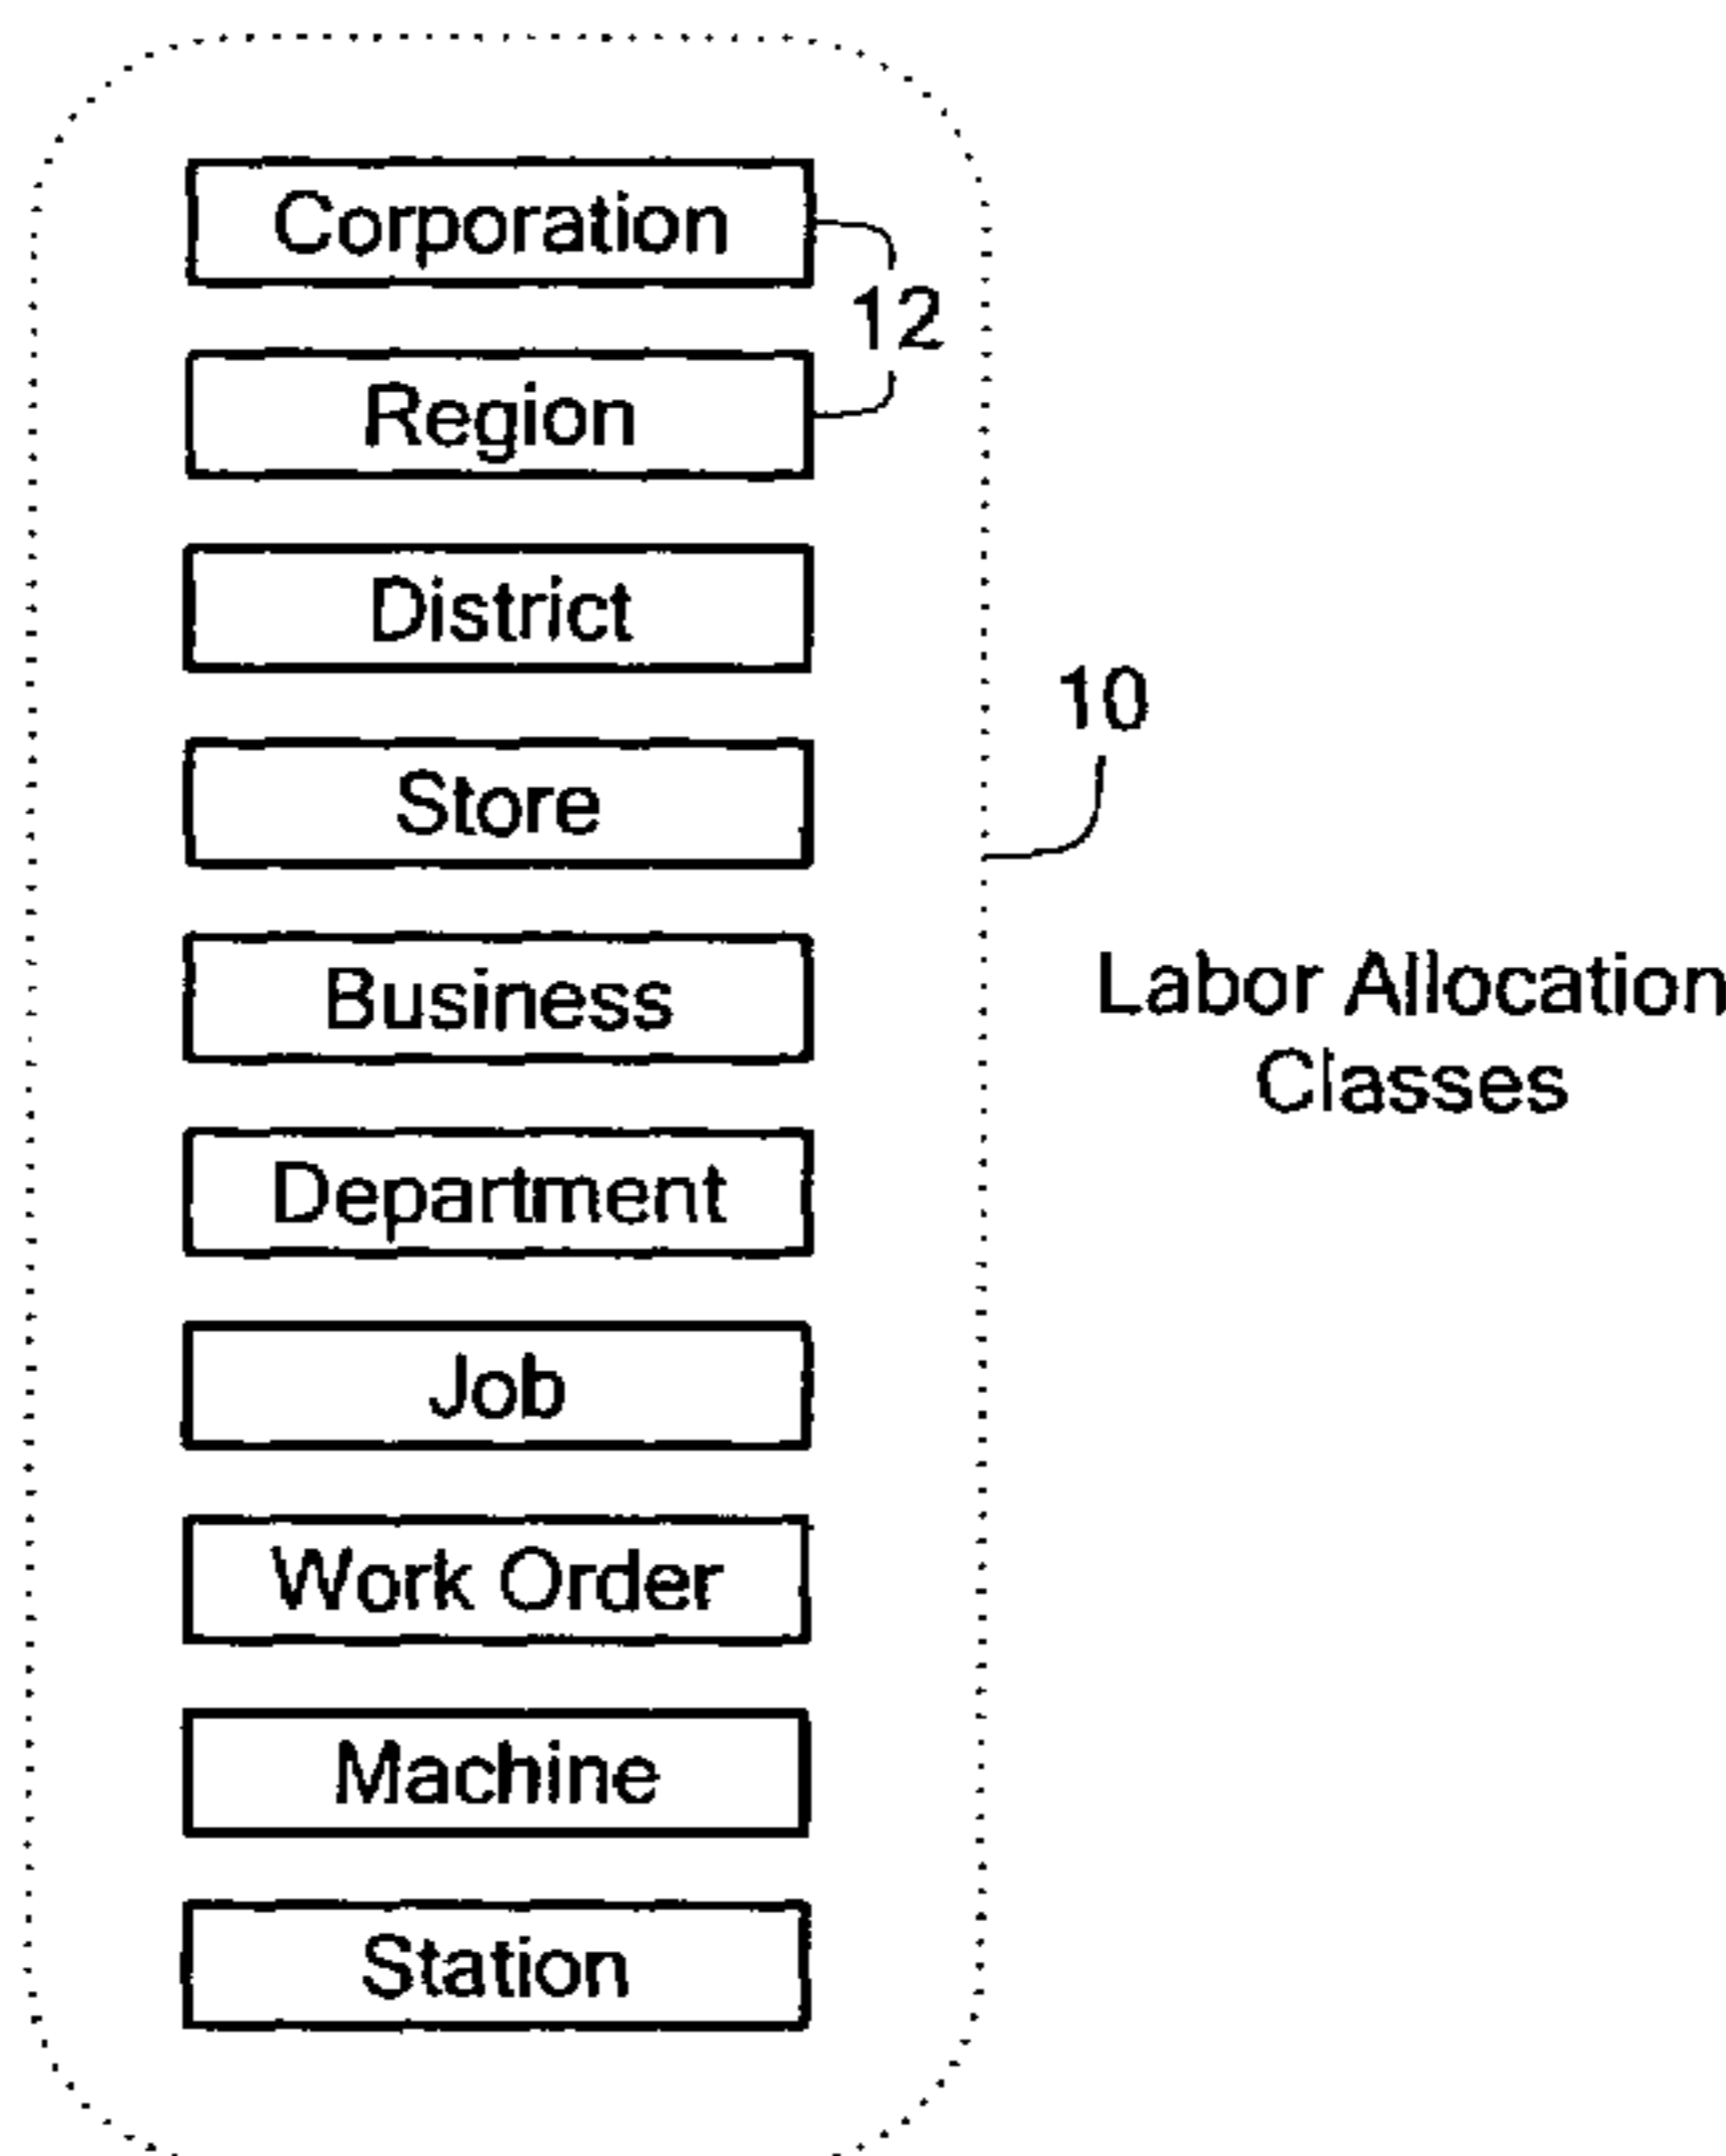 Corporation
12
Region
District
10
Store
Business
Labor Allocation
Classes
Department
Job
Work Order
Machine
Station